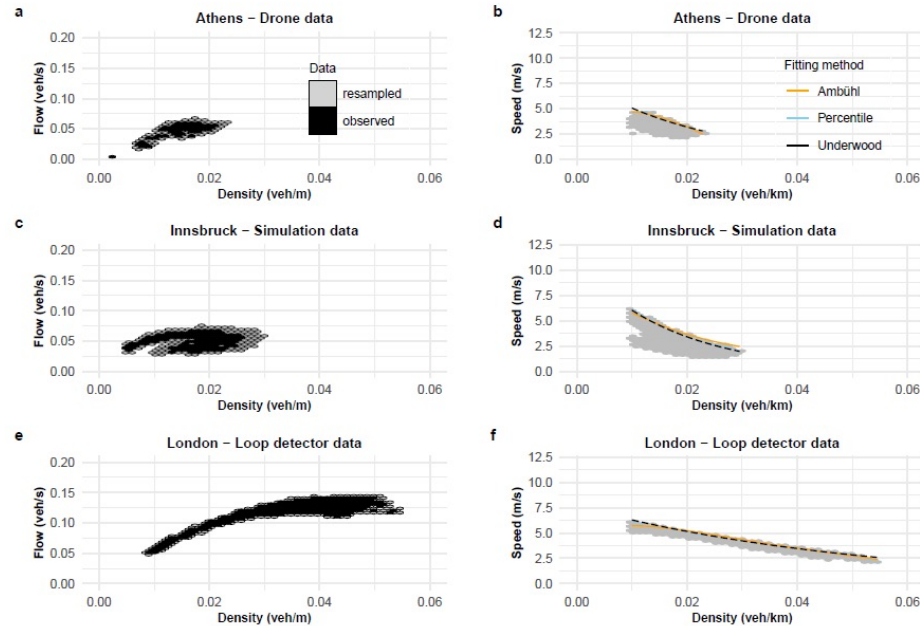 a
Athens − Drone data
0.20
0.15
0.10
0.05
0.00
Flow (veh/s)
Data
resampled
observed
0.00 0.02 0.04 0.06
Density (veh/m)
b
Athens − Drone data
12.5
10.0
7.5
5.0
2.5
0.0
Speed (m/s)
Fitting method
Ambühl
Percentile
Underwood
0.00 0.02 0.04 0.06
Density (veh/km)
c
Innsbruck − Simulation data
0.20
0.15
0.10
0.05
0.00
Flow (veh/s)
0.00 0.02 0.04 0.06
Density (veh/m)
d
Innsbruck − Simulation data
12.5
10.0
7.5
5.0
2.5
0.0
Speed (m/s)
0.00 0.02 0.04 0.06
Density (veh/km)
e
London − Loop detector data
0.20
0.15
0.10
0.05
0.00
Flow (veh/s)
0.00 0.02 0.04 0.06
Density (veh/m)
f
London − Loop detector data
12.5
10.0
7.5
5.0
2.5
0.0
Speed (m/s)
0.00 0.02 0.04 0.06
Density (veh/km)